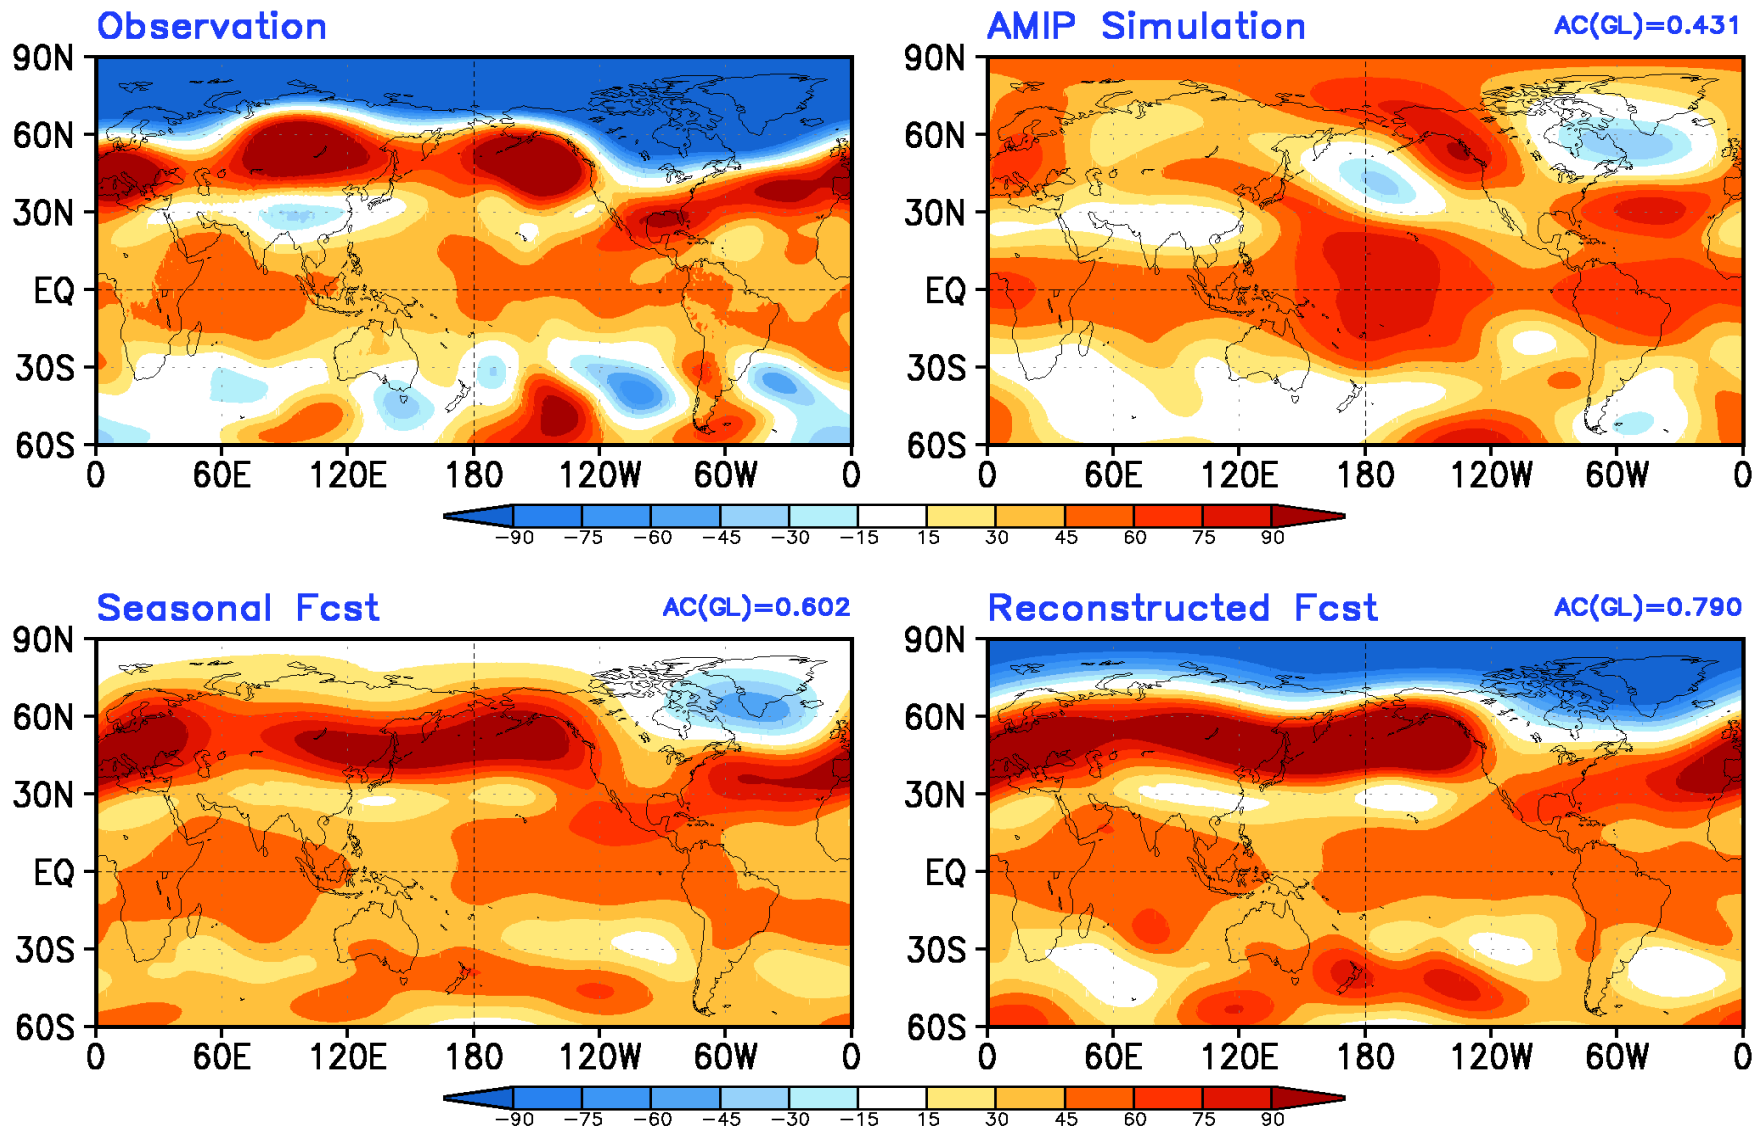 Observation
AMIP Simulation AC(GL)=0.431
90N 90N
60N 60N
30N 30N
EQ EQ
30S 30S
60S 60S
0 60E 120E 180 120W 60W 0 0 60E 120E 180 120W 60W 0
-90 -75 -60 -45 -30 -15 15 30 45 60 75 90
Seasonal Fcst AC(GL)=0.602
Reconstructed Fcst AC(GL)=0.790
90N 90N
60N 60N
30N 30N
EQ EQ
30S 30S
60S 60S
0 60E 120E 180 120W 60W 0 0 60E 120E 180 120W 60W 0
-90 -75 -60 -45 -30 -15 15 30 45 60 75 90